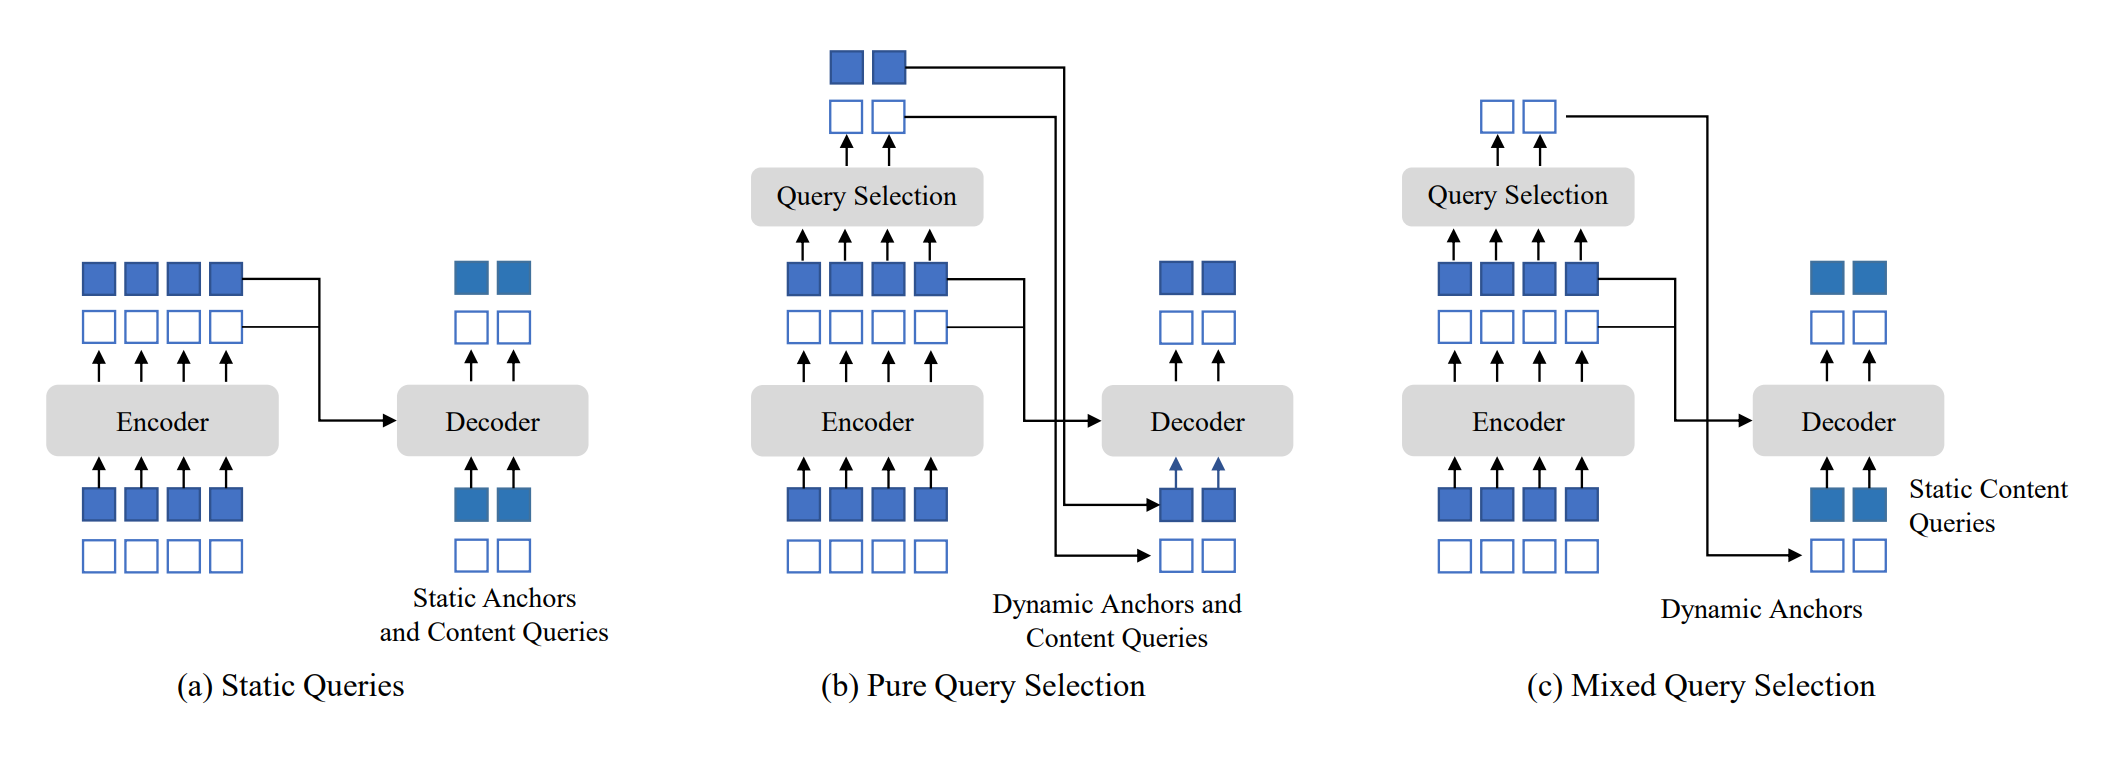 Encoder
Decoder
Static Anchors
and Content Queries
(a) Static Queries
Query Selection
Encoder
Decoder
Dynamic Anchors and
Content Queries
(b) Pure Query Selection
Query Selection
Encoder
Decoder
Static Content
Queries
Dynamic Anchors
(c) Mixed Query Selection